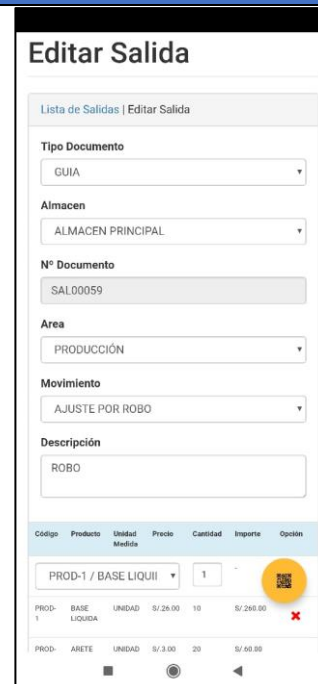 Editar Salida
Lista de Salidas | Editar Salida
Tipo Documento
GUIA
Almacen
ALMACEN PRINCIPAL
Nº Documento
SAL00059
Area
PRODUCCIÓN
Movimiento
AJUSTE POR ROBO
Descripción
ROBO
Código Producto Unidad Medida Precio Cantidad Importe Opción
PROD-1 / BASE LIQUII 1 -
PROD-1 BASE LIQUIDA UNIDAD S/.26.00 10 S/.260.00
PROD- ARETE UNIDAD S/.3.00 20 S/.60.00